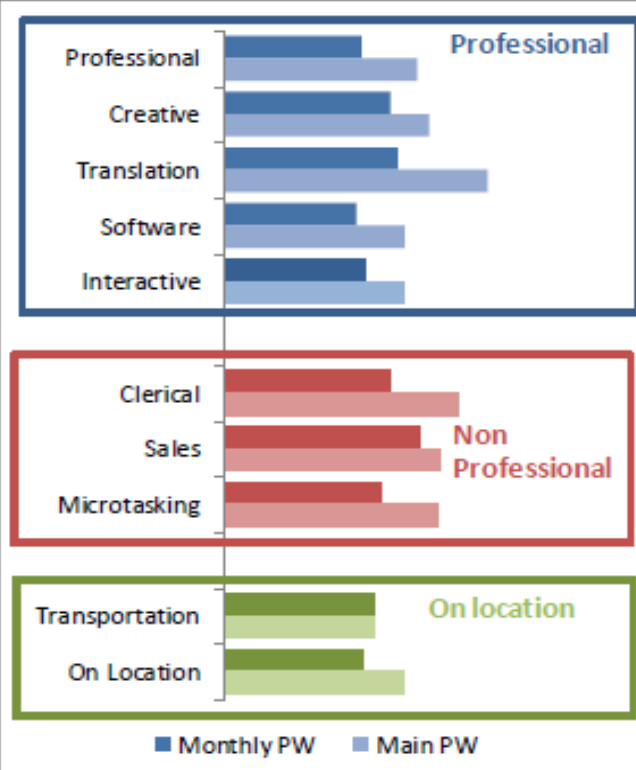 Professional
Professional
Creative
Translation
Software
Interactive
Clerical
Sales
Non
Professional
Microtasking
Transportation
On location
On Location
Monthly PW
Main PW